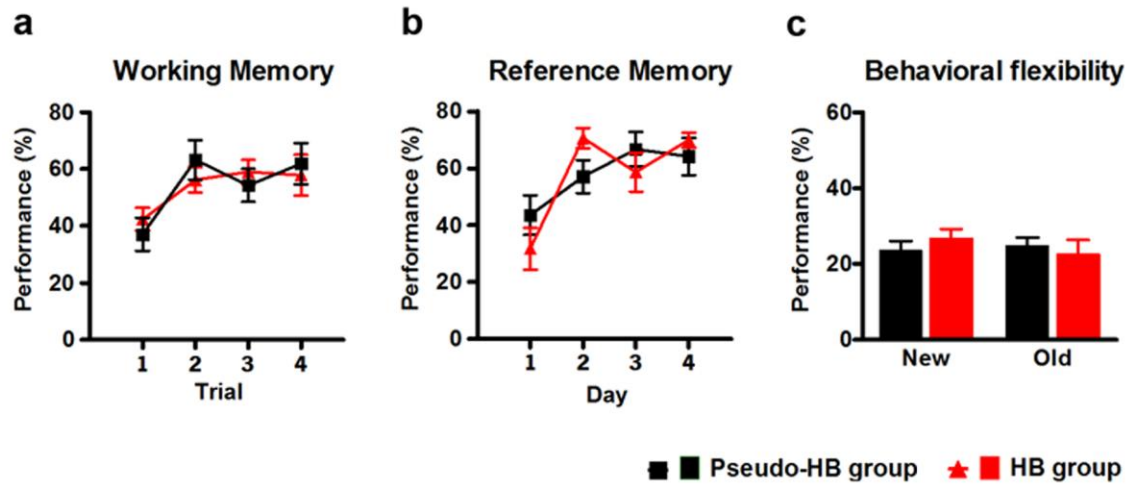 a
b
c
Working Memory
Reference Memory
Behavioral flexibility
Performance (%)
80
60
40
20
0
1 2 3 4
Trial
Performance (%)
80
60
40
20
0
1 2 3 4
Day
Performance (%)
60
40
20
0
New Old
Pseudo-HB group HB group